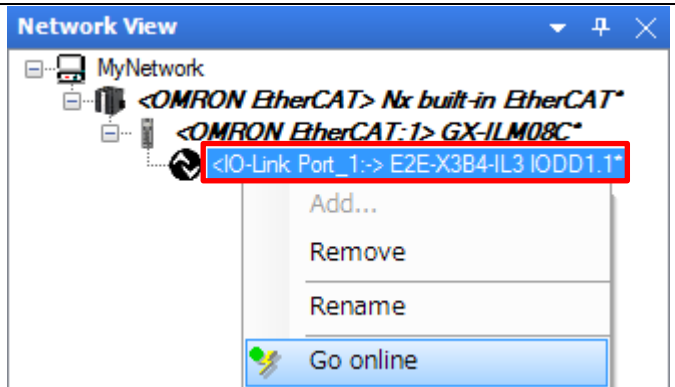 Network View
MyNetwork
<OMRON EtherCAT> Nx built-in EtherCAT*
<OMRON EtherCAT:1> GX-ILM08C*
<IO-Link Port_1:-> E2E-X3B4-IL3 IODD1.1*
Add...
Remove
Rename
Go online